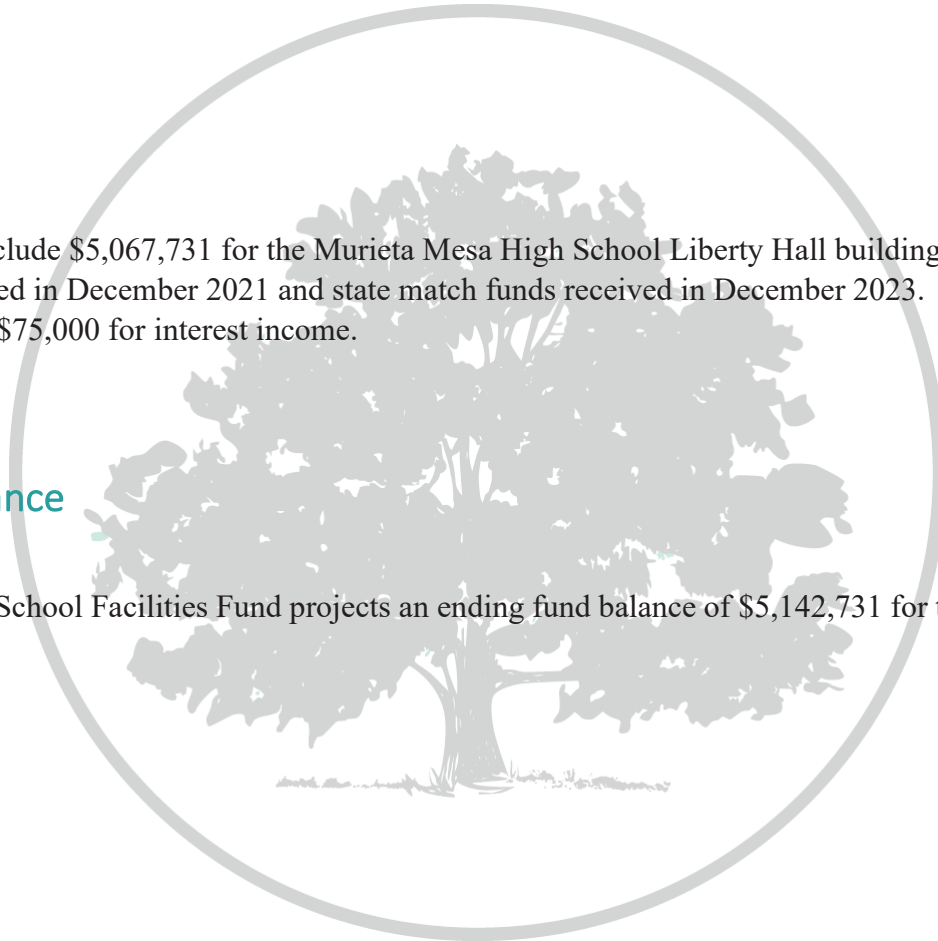 clude $5,067,731 for the Murieta Mesa High School Liberty Hall building
ed in December 2021 and state match funds received in December 2023.
$75,000 for interest income.
ance
School Facilities Fund projects an ending fund balance of $5,142,731 for t